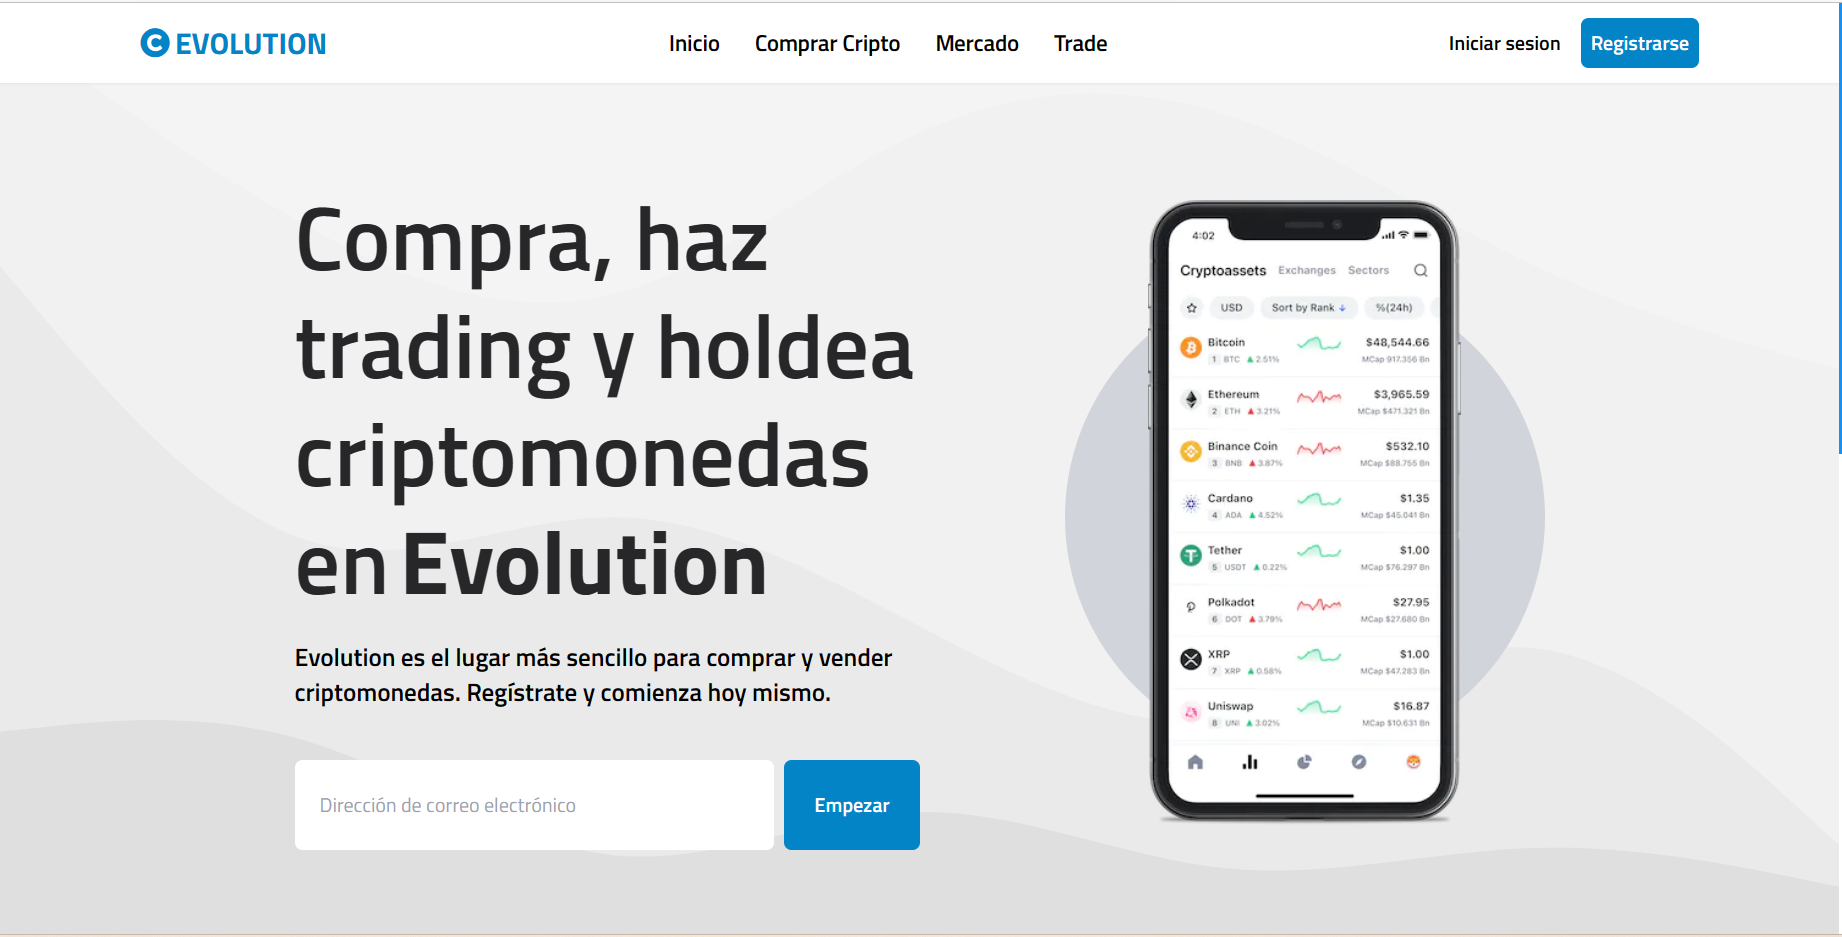 EVOLUTION
Inicio Comprar Cripto Mercado Trade
Iniciar sesion Registrarse
Compra, haz
trading y holdea
criptomonedas
en Evolution
Evolution es el lugar más sencillo para comprar y vender
criptomonedas. Regístrate y comienza hoy mismo.
Dirección de correo electrónico
Empezar
4:02
Cryptoassets Exchanges Sectors
USD Sort by Rank ↓ %(24h)
Bitcoin $48,544.66
1 BTC ▲ 2.51% MCap 917.356 Bn
Ethereum $3,965.59
2 ETH ▲ 3.21% MCap $471.321 Bn
Binance Coin $532.10
3 BNB ▲ 3.87% MCap $88.755 Bn
Cardano $1.35
4 ADA ▲ 4.52% MCap $45.041 Bn
Tether $1.00
5 USDT ▲ 0.22% MCap $76.297 Bn
Polkadot $27.95
6 DOT ▲ 3.79% MCap $27.680 Bn
XRP $1.00
7 XRP ▲ 0.58% MCap $47.283 Bn
Uniswap $16.87
8 UNI ▲ 3.02% MCap $10.631 Bn